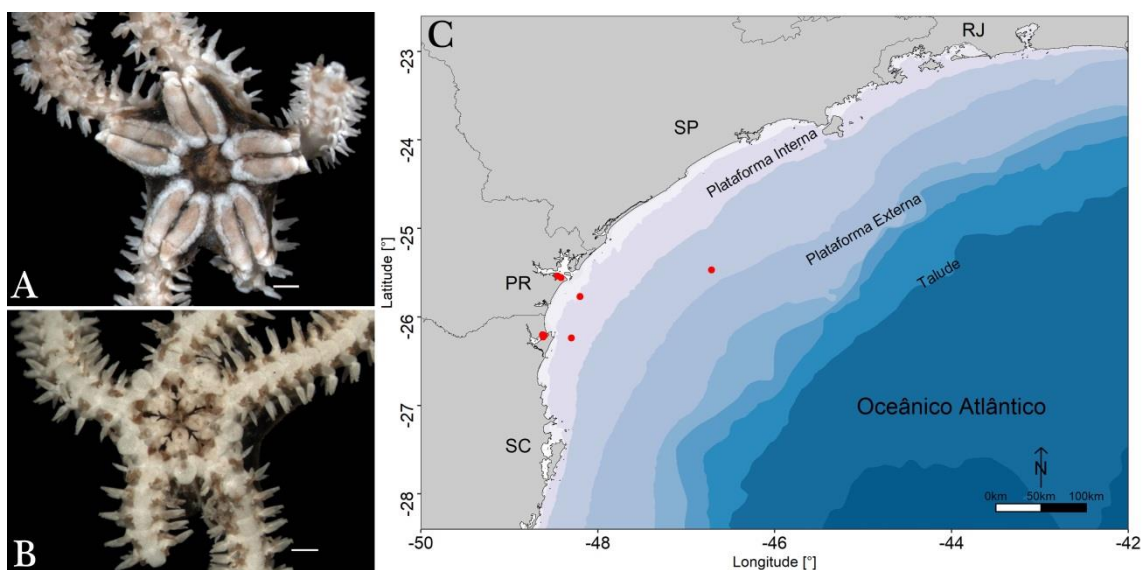 A
B
C
RJ
SP
PR
SC
Plataforma Interna
Plataforma Externa
Talude
Oceânico Atlântico
N
0km 50km 100km
Latitude [°]
-23
-24
-25
-26
-27
-28
-50 -48 -46 -44 -42
Longitude [°]